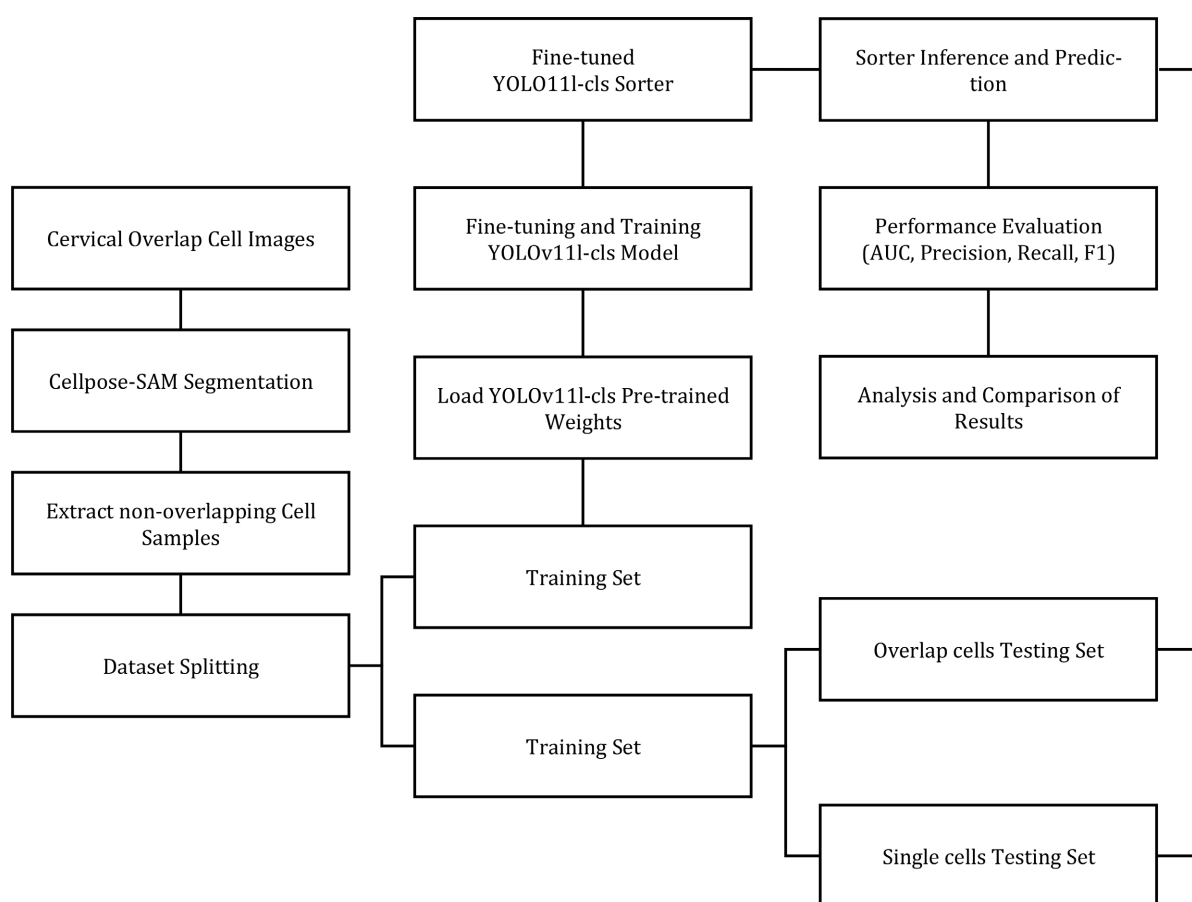 Fine-tuned
YOLO11l-cls Sorter
Sorter Inference and Predic-
tion
Cervical Overlap Cell Images
Fine-tuning and Training
YOLOv11l-cls Model
Performance Evaluation
(AUC, Precision, Recall, F1)
Cellpose-SAM Segmentation
Load YOLOv11l-cls Pre-trained
Weights
Analysis and Comparison of
Results
Extract non-overlapping Cell
Samples
Training Set
Dataset Splitting
Overlap cells Testing Set
Training Set
Single cells Testing Set